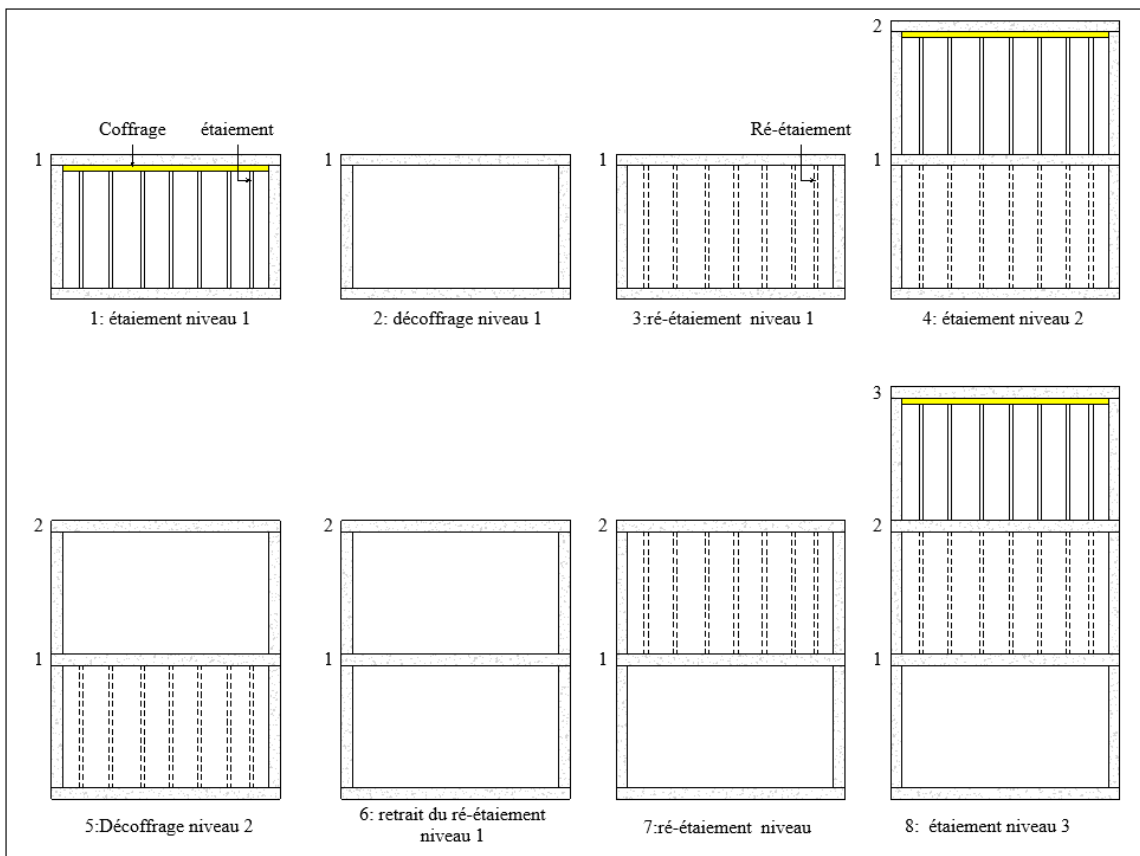 2
Coffrage étaiement
Ré-étaiement
1
1
1
1
1: étaiement niveau 1
2: décoffrage niveau 1
3:ré-étaiement niveau 1
4: étaiement niveau 2
3
2
2
2
2
1
1
1
1
5:Décoffrage niveau 2
6: retrait du ré-étaiement
niveau 1
7:ré-étaiement niveau
8: étaiement niveau 3